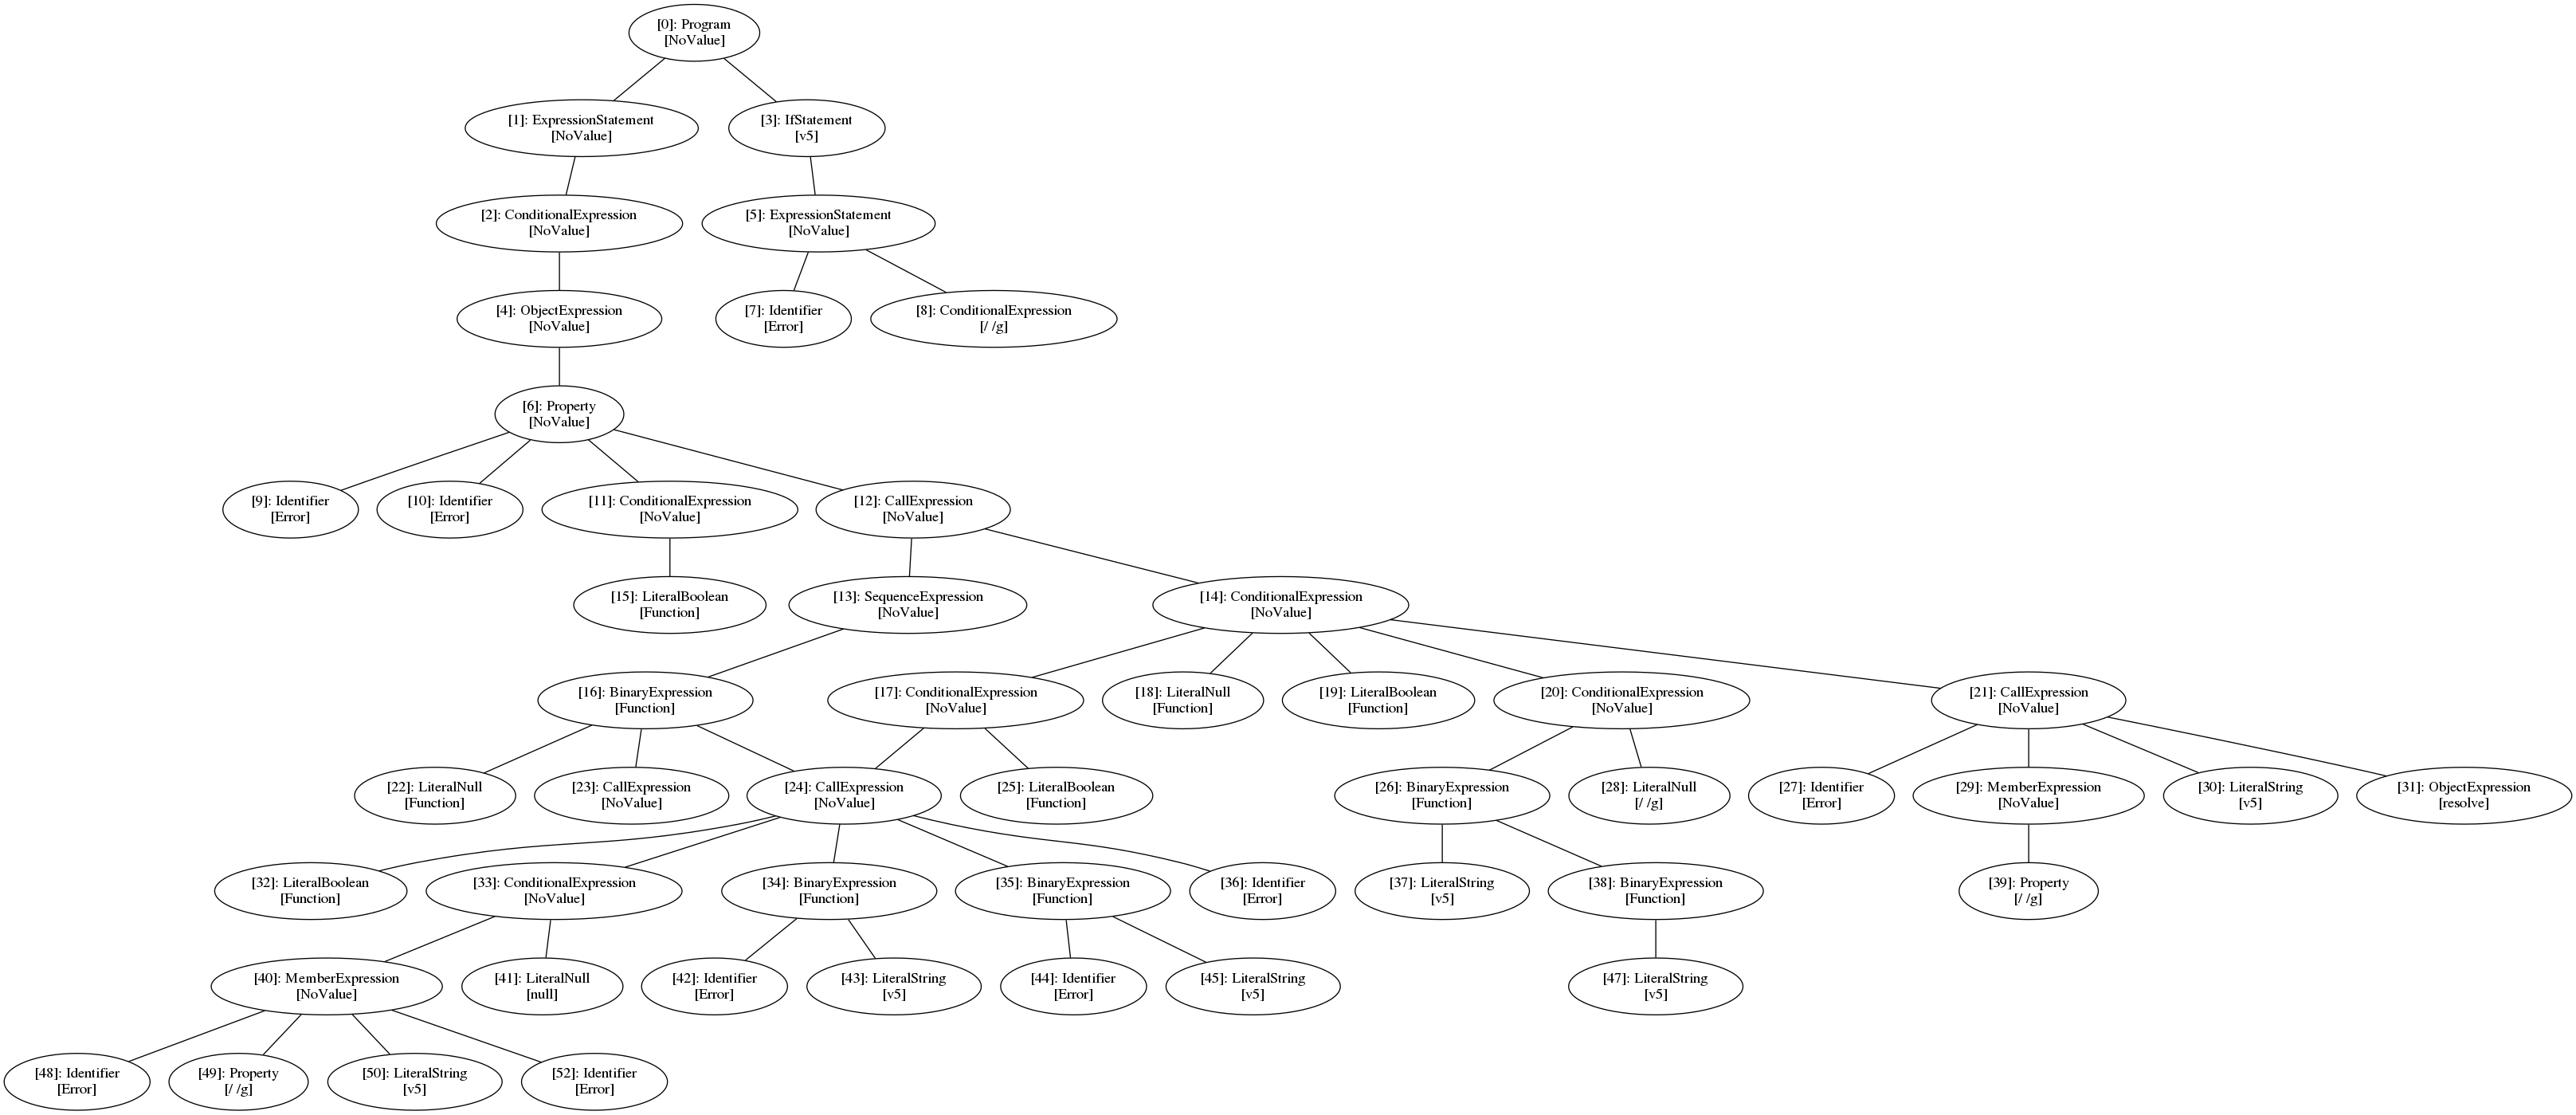 [0]: Program
[NoValue]
[1]: ExpressionStatement
[NoValue]
[3]: IfStatement
[v5]
[2]: ConditionalExpression
[NoValue]
[5]: ExpressionStatement
[NoValue]
[4]: ObjectExpression
[NoValue]
[7]: Identifier
[Error]
[8]: ConditionalExpression
[/ /g]
[6]: Property
[NoValue]
[9]: Identifier
[Error]
[10]: Identifier
[Error]
[11]: ConditionalExpression
[NoValue]
[12]: CallExpression
[NoValue]
[15]: LiteralBoolean
[Function]
[13]: SequenceExpression
[NoValue]
[14]: ConditionalExpression
[NoValue]
[16]: BinaryExpression
[Function]
[17]: ConditionalExpression
[NoValue]
[18]: LiteralNull
[Function]
[19]: LiteralBoolean
[Function]
[20]: ConditionalExpression
[NoValue]
[21]: CallExpression
[NoValue]
[22]: LiteralNull
[Function]
[23]: CallExpression
[NoValue]
[24]: CallExpression
[NoValue]
[25]: LiteralBoolean
[Function]
[26]: BinaryExpression
[Function]
[28]: LiteralNull
[/ /g]
[27]: Identifier
[Error]
[29]: MemberExpression
[NoValue]
[30]: LiteralString
[v5]
[31]: ObjectExpression
[resolve]
[32]: LiteralBoolean
[Function]
[33]: ConditionalExpression
[NoValue]
[34]: BinaryExpression
[Function]
[35]: BinaryExpression
[Function]
[36]: Identifier
[Error]
[37]: LiteralString
[v5]
[38]: BinaryExpression
[Function]
[39]: Property
[/ /g]
[40]: MemberExpression
[NoValue]
[41]: LiteralNull
[null]
[42]: Identifier
[Error]
[43]: LiteralString
[v5]
[44]: Identifier
[Error]
[45]: LiteralString
[v5]
[47]: LiteralString
[v5]
[48]: Identifier
[Error]
[49]: Property
[/ /g]
[50]: LiteralString
[v5]
[52]: Identifier
[Error]